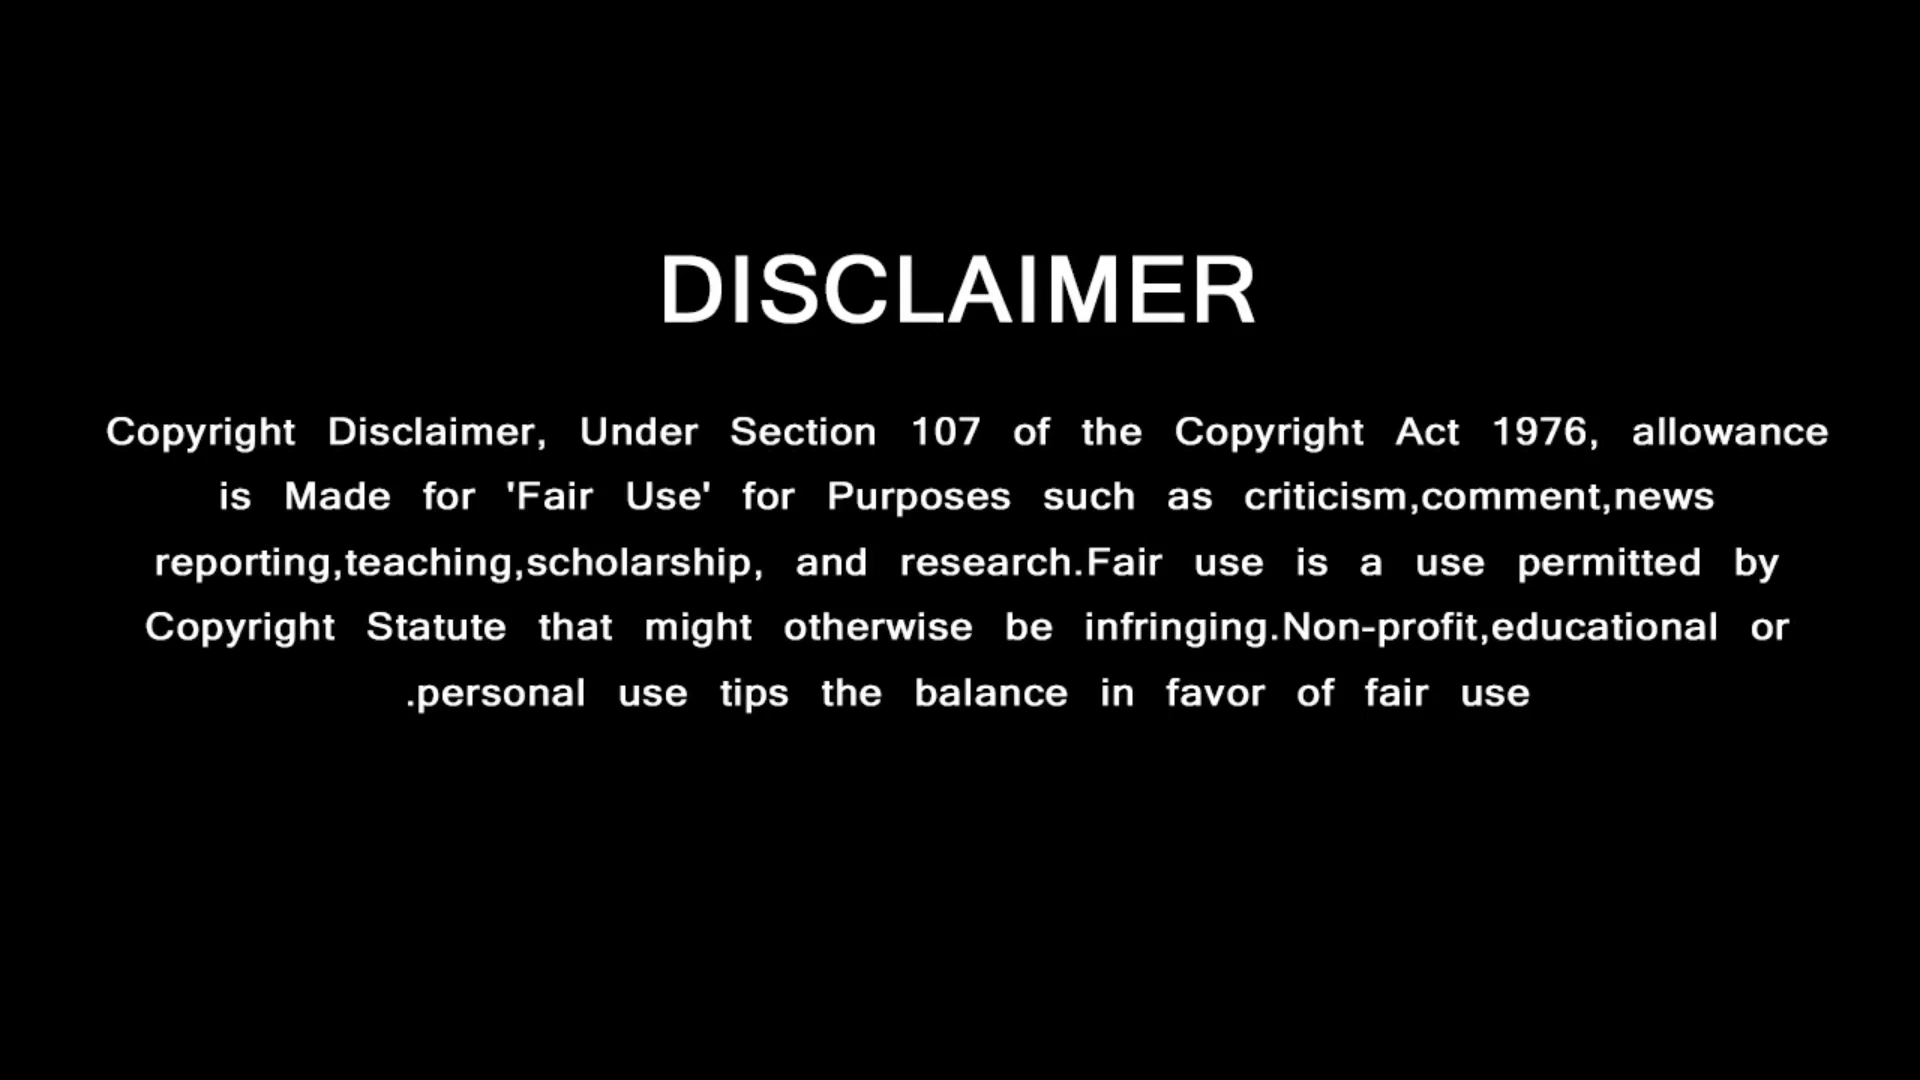 DISCLAIMER
Copyright Disclaimer, Under Section 107 of the Copyright Act 1976, allowance
is Made for 'Fair Use' for Purposes such as criticism,comment,news
reporting,teaching,scholarship, and research.Fair use is a use permitted by
Copyright Statute that might otherwise be infringing.Non-profit,educational or
.personal use tips the balance in favor of fair use